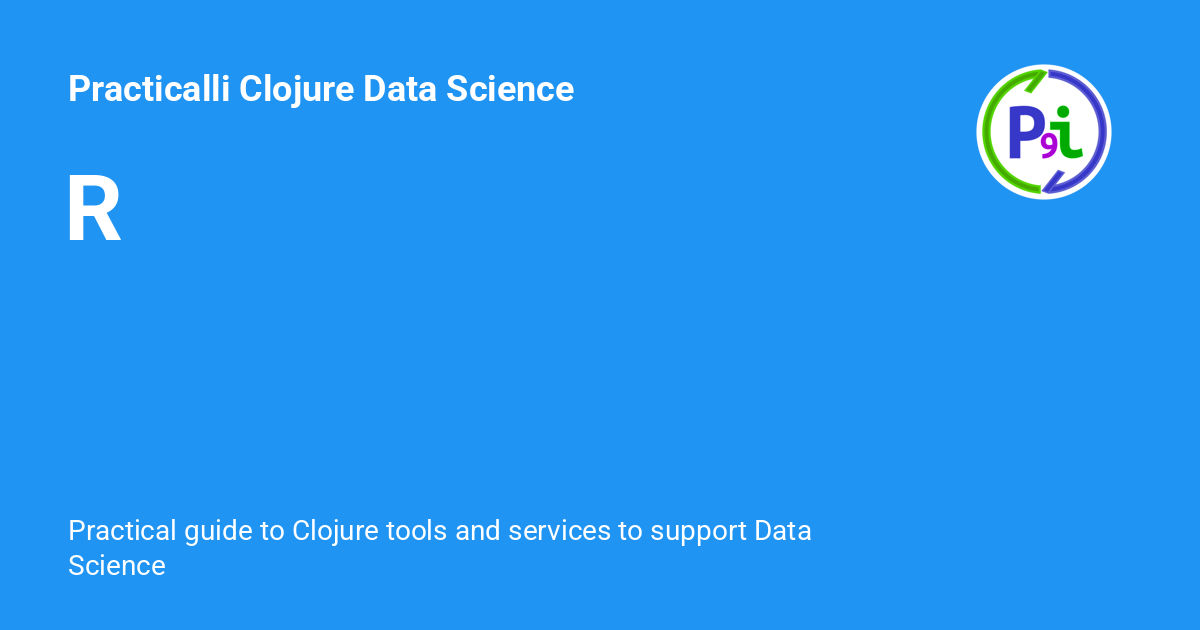 Practicalli Clojure Data Science
P9i
R
Practical guide to Clojure tools and services to support Data
Science